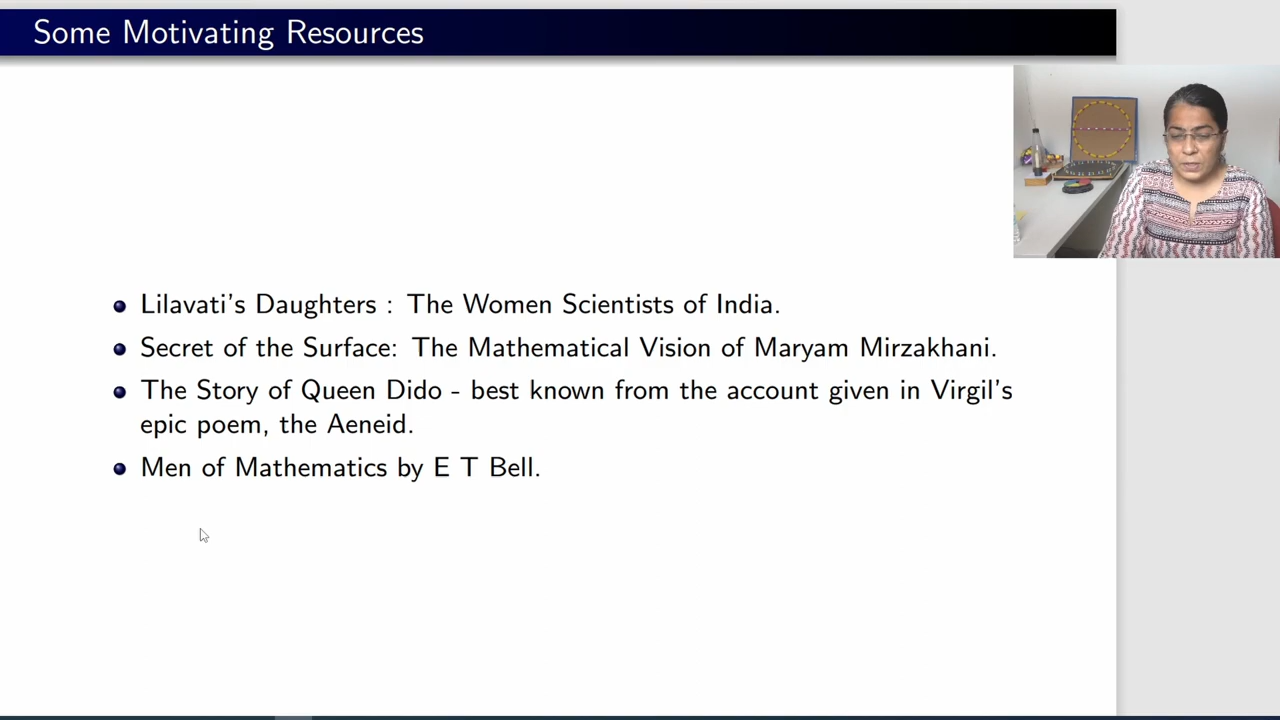 Some Motivating Resources
Lilavati's Daughters : The Women Scientists of India.
Secret of the Surface: The Mathematical Vision of Maryam Mirzakhani.
The Story of Queen Dido - best known from the account given in Virgil's
epic poem, the Aeneid.
Men of Mathematics by E T Bell.